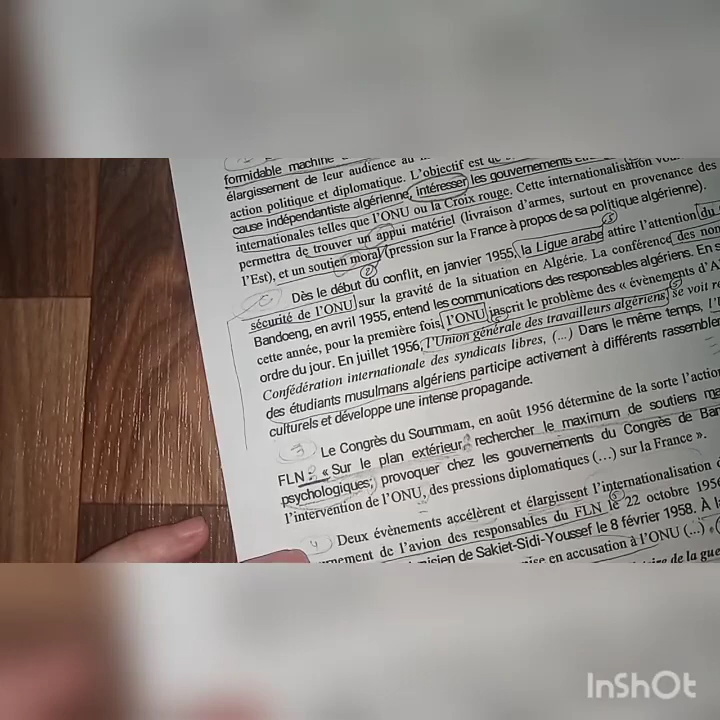 formidable machine
élargissement de leur audience au
action politique et diplomatique. L'objectif est de
cause indépendantiste algérienne, intéresser les gouvernements
internationales telles que l'ONU ou la Croix rouge. Cette internationalisation
permettra de trouver un appui matériel (livraison d'armes, surtout en provenance des
l'Est), et un soutien moral (pression sur la France à propos de sa politique algérienne).
Dès le début du conflit, en janvier 1955, la Ligue arabe attire l'attention du
sécurité de l'ONU sur la gravité de la situation en Algérie. La conférence des non
Bandoeng, en avril 1955, entend les communications des responsables algériens. En
cette année, pour la première fois, l'ONU inscrit le problème des « évènements d'A
ordre du jour. En juillet 1956, l'Union générale des travailleurs algériens, se voit
Confédération internationale des syndicats libres, (...) Dans le même temps,
des étudiants musulmans algériens participe activement à différents rassemblem
culturels et développe une intense propagande.
3 Le Congrès du Soummam, en août 1956 détermine de la sorte l'action
FLN : « Sur le plan extérieur : rechercher le maximum de soutiens ma
psychologiques; provoquer chez les gouvernements du Congrès de Ban
l'intervention de l'ONU, des pressions diplomatiques (...) sur la France ».
4 Deux évènements accélèrent et élargissent l'internationalisation
nement de l'avion des responsables du FLN le 22 octobre 1956
de Sakiet-Sidi-Youssef le 8 février 1958. À
en accusation à l'ONU (...)
de la
InShOt